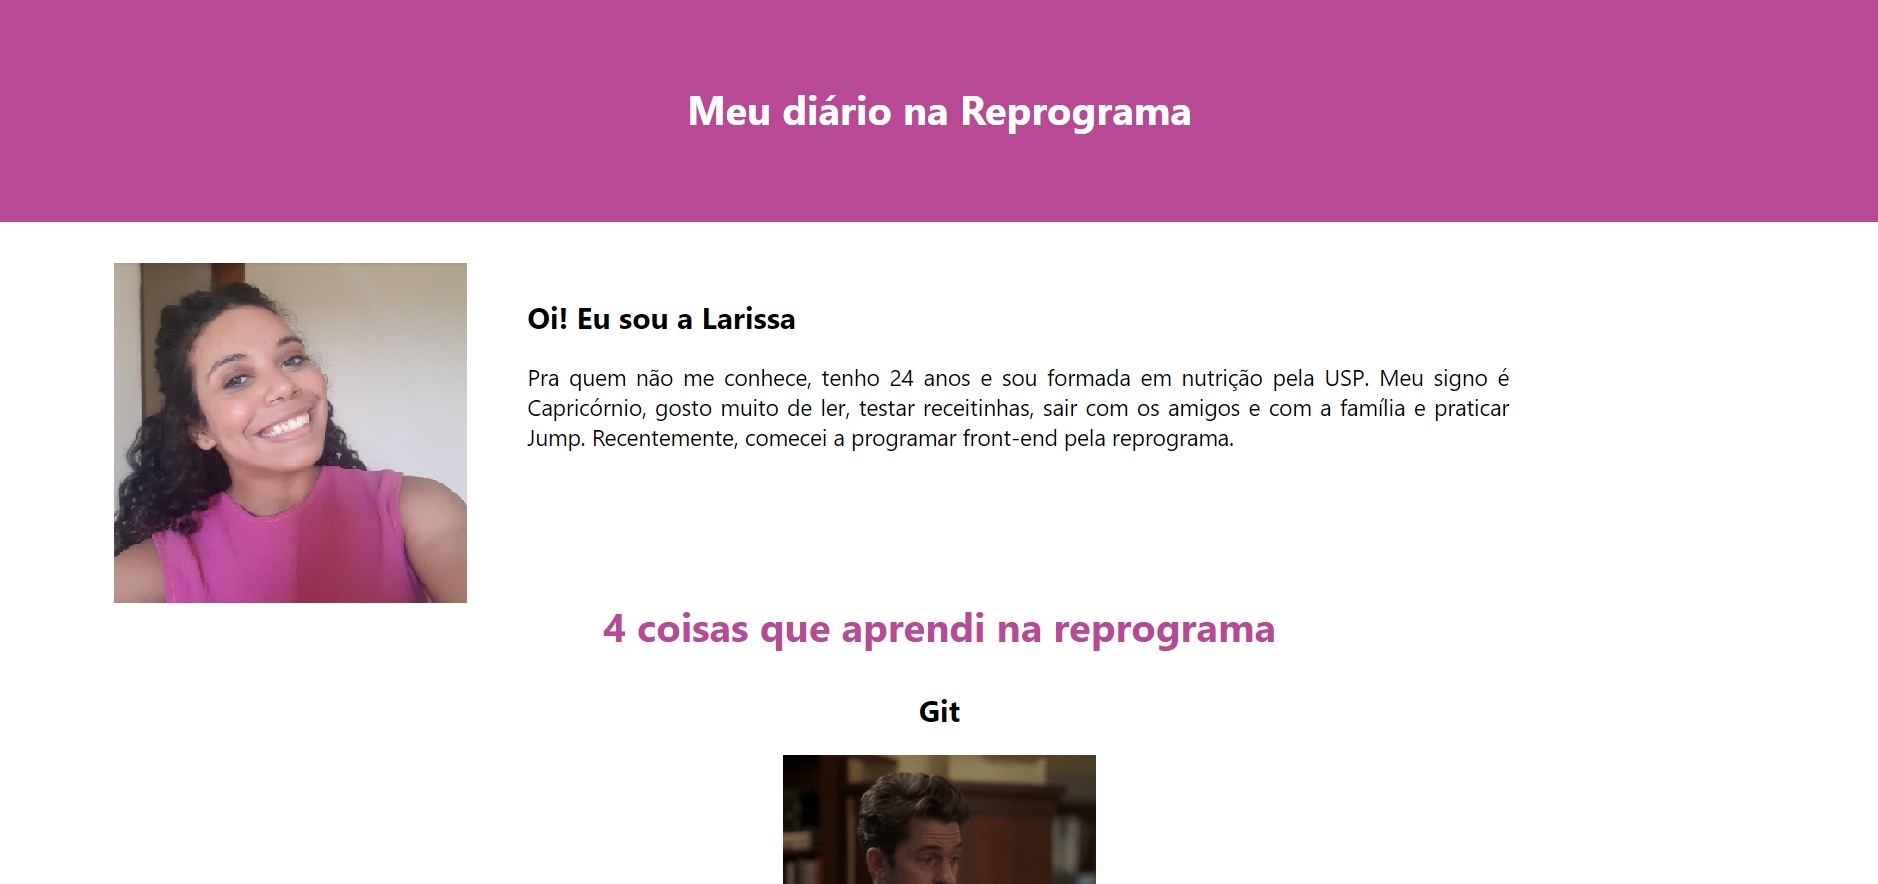 Meu diário na Reprograma
Oi! Eu sou a Larissa
Pra quem não me conhece, tenho 24 anos e sou formada em nutrição pela USP. Meu signo é
Capricórnio, gosto muito de ler, testar receitinhas, sair com os amigos e com a família e praticar
Jump. Recentemente, comecei a programar front-end pela reprograma.
4 coisas que aprendi na reprograma
Git